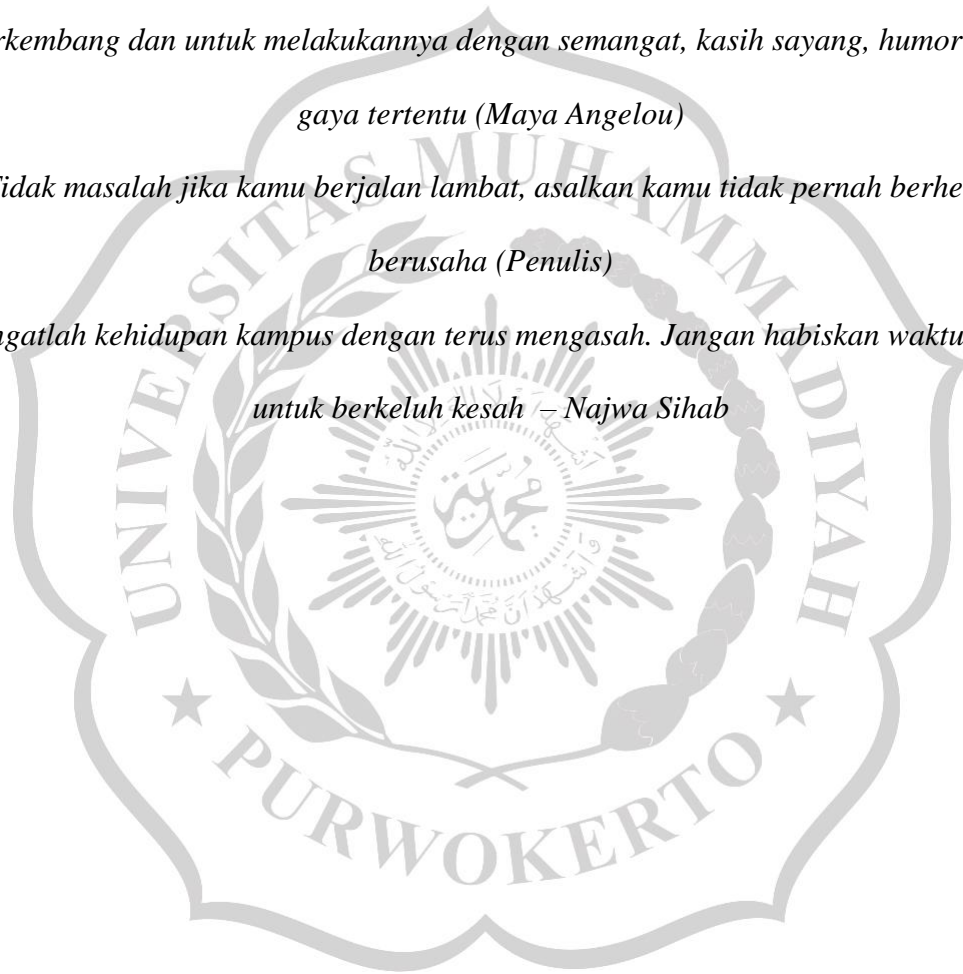 rkembang dan untuk melakukannya dengan semangat, kasih sayang, humor
gaya tertentu (Maya Angelou)
Tidak masalah jika kamu berjalan lambat, asalkan kamu tidak pernah berhe
berusaha (Penulis)
ngatlah kehidupan kampus dengan terus mengasah. Jangan habiskan waktu
untuk berkeluh kesah – Najwa Sihab
UNIVERSITAS MUHAMMADIYAH
PURWOKERTO